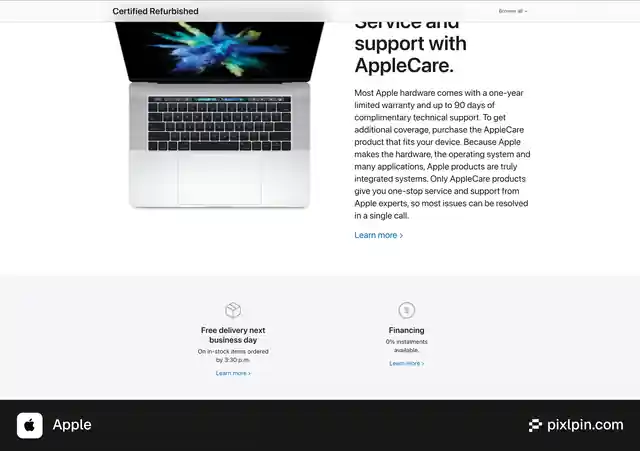 Certified Refurbished
Browse all
Service and
support with
AppleCare.
Most Apple hardware comes with a one-year
limited warranty and up to 90 days of
complimentary technical support. To get
additional coverage, purchase the AppleCare
product that fits your device. Because Apple
makes the hardware, the operating system and
many applications, Apple products are truly
integrated systems. Only AppleCare products
give you one-stop service and support from
Apple experts, so most issues can be resolved
in a single call.
Learn more >
Free delivery next
business day
On in-stock items ordered
by 3:30 p.m.
Learn more >
Financing
0% instalments
available.
Learn more >
Apple
pixlpin.com